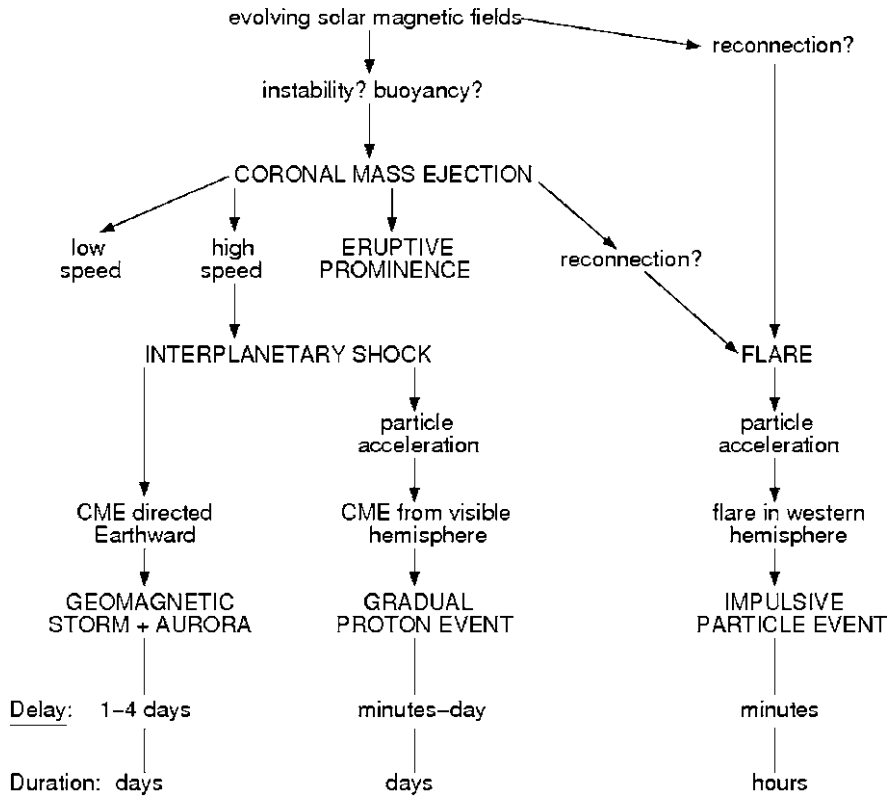 evolving solar magnetic fields
reconnection?
instability? buoyancy?
CORONAL MASS EJECTION
low
speed
high
speed
ERUPTIVE
PROMINENCE
reconnection?
INTERPLANETARY SHOCK
FLARE
particle
acceleration
particle
acceleration
CME directed
Earthward
CME from visible
hemisphere
flare in western
hemisphere
GEOMAGNETIC
STORM + AURORA
GRADUAL
PROTON EVENT
IMPULSIVE
PARTICLE EVENT
Delay: 1–4 days minutes–day minutes
Duration: days days hours